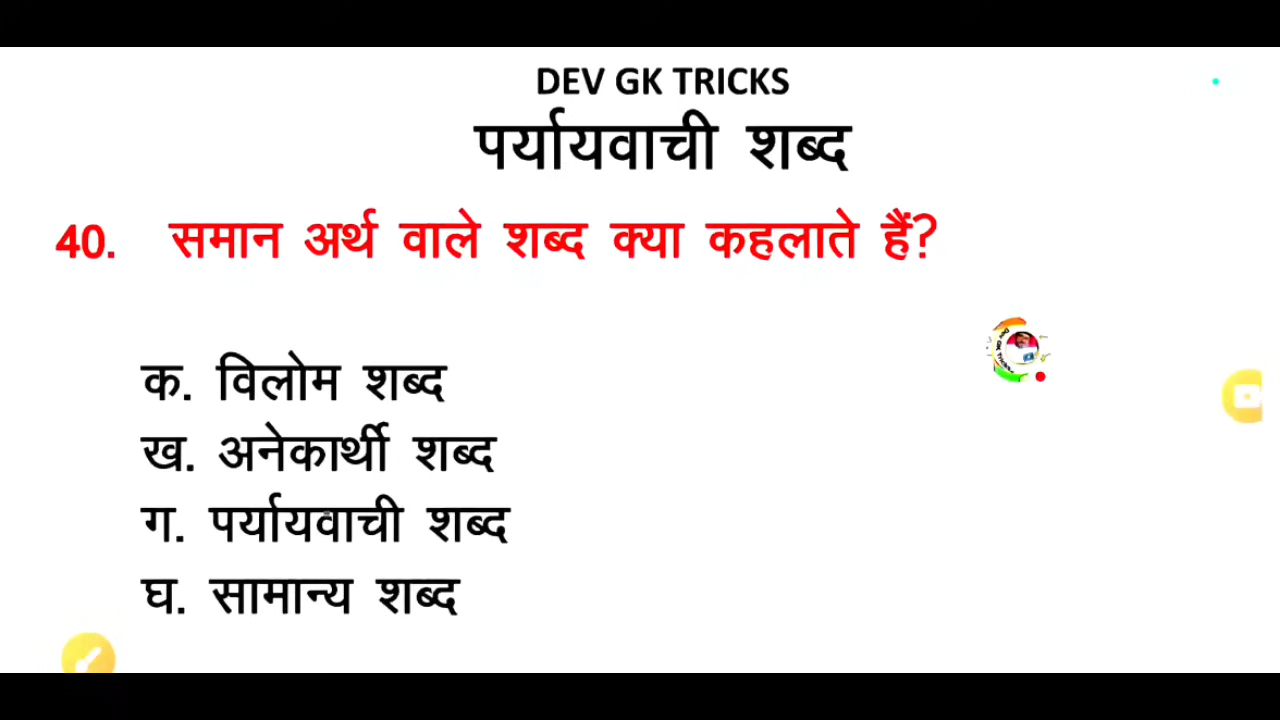 DEV GK TRICKS
पर्यायवाची शब्द
40. समान अर्थ वाले शब्द क्या कहलाते हैं?
क. विलोम शब्द
ख. अनेकार्थी शब्द
ग. पर्यायवाची शब्द
घ. सामान्य शब्द